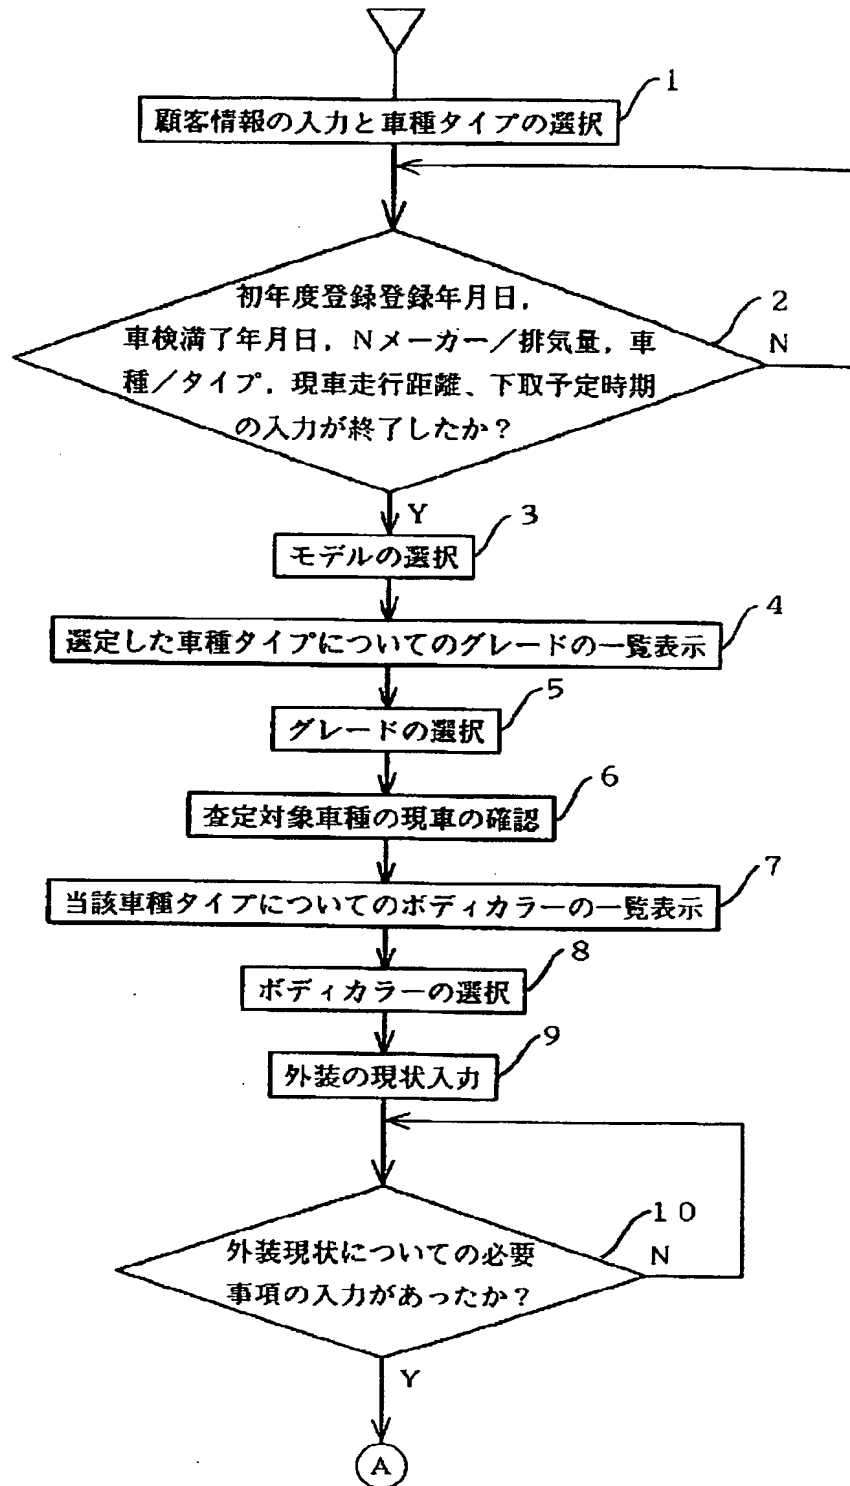 1
顧客情報の入力と車種タイプの選択
初年度登録登録年月日，
2
車検満了年月日，Nメーカー／排気量，車
N
種／タイプ，現車走行距離、下取予定時期
の入力が終了したか？
Y
3
モデルの選択
4
選定した車種タイプについてのグレードの一覧表示
5
グレードの選択
6
査定対象車種の現車の確認
7
当該車種タイプについてのボディカラーの一覧表示
8
ボディカラーの選択
9
外装の現状入力
10
外装現状についての必要
N
事項の入力があったか？
Y
A